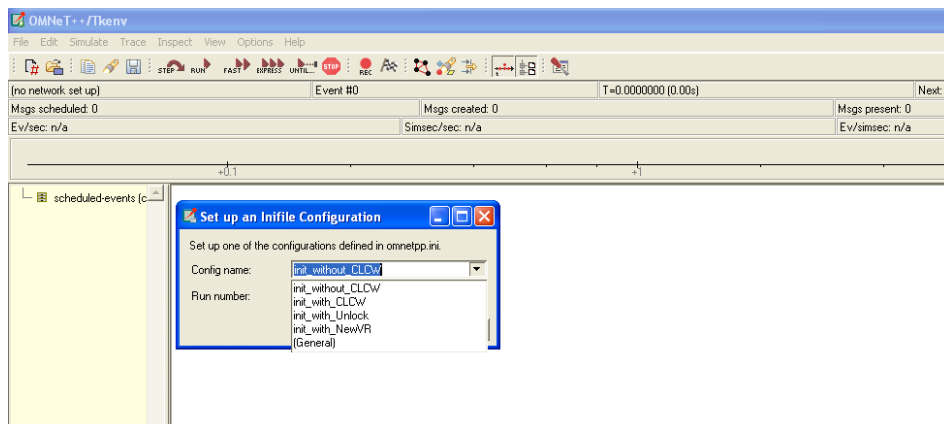 OMNeT++/Tkenv
File Edit Simulate Trace Inspect View Options Help
STEP RUN FAST EXPRESS UNTIL... STOP REC
(no network set up) Event #0 T=0.0000000 (0.00s) Next:
Msgs scheduled: 0 Msgs created: 0 Msgs present: 0
Ev/sec: n/a Simsec/sec: n/a Ev/simsec: n/a
+0.1 +1
scheduled-events (c
Set up an Inifile Configuration
Set up one of the configurations defined in omnetpp.ini.
Config name: init_without_CLCW
Run number: init_without_CLCW
init_with_CLCW
init_with_Unlock
init_with_NewVR
(General)